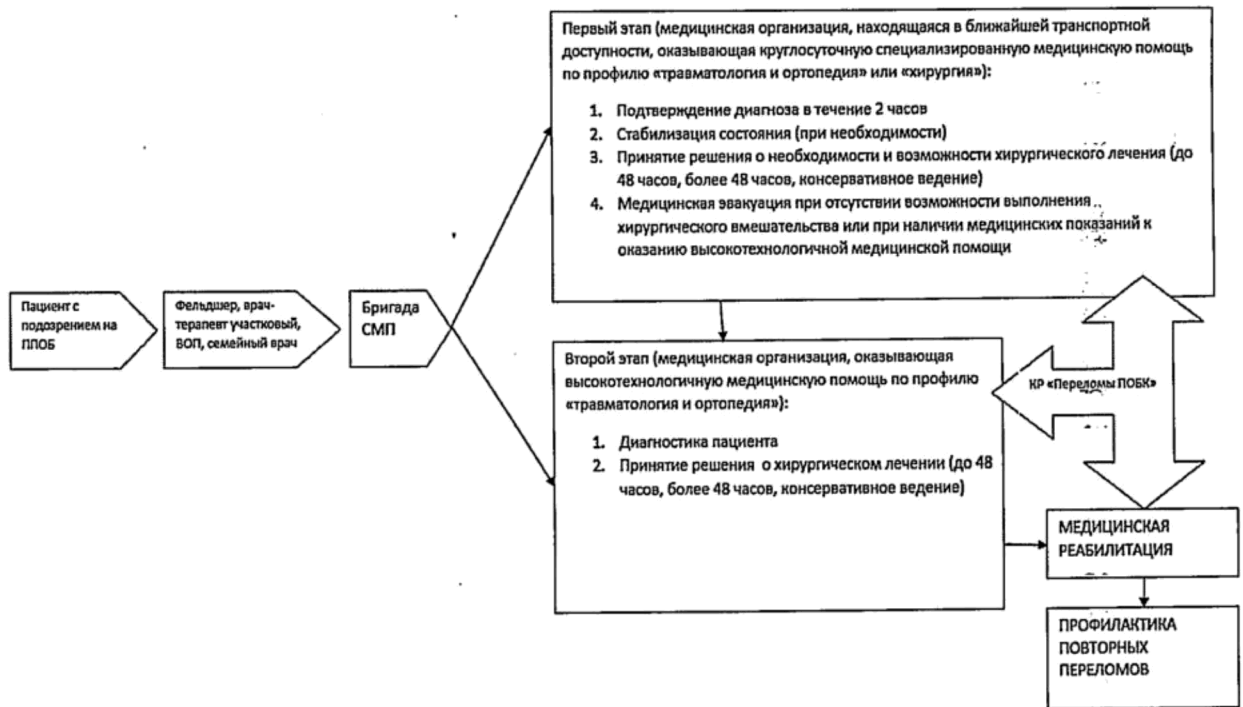 Первый этап (медицинская организация, находящаяся в ближайшей транспортной
доступности, оказывающая круглосуточную специализированную медицинскую помощь
по профилю «травматология и ортопедия» или «хирургия»):
1. Подтверждение диагноза в течение 2 часов
2. Стабилизация состояния (при необходимости)
3. Принятие решения о необходимости и возможности хирургического лечения (до
48 часов, более 48 часов, консервативное ведение)
4. Медицинская эвакуация при отсутствии возможности выполнения
хирургического вмешательства или при наличии медицинских показаний к
оказанию высокотехнологичной медицинской помощи
Пациент с
подозрением на
ППОБ
Фельдшер, врач-
терапевт участковый,
ВОП, семейный врач
Бригада
СМП
Второй этап (медицинская организация, оказывающая
высокотехнологичную медицинскую помощь по профилю
«травматология и ортопедия»):
1. Диагностика пациента
2. Принятие решения о хирургическом лечении (до 48
часов, более 48 часов, консервативное ведение)
КР «Переломы ПОБК»
МЕДИЦИНСКАЯ
РЕАБИЛИТАЦИЯ
ПРОФИЛАКТИКА
ПОВТОРНЫХ
ПЕРЕЛОМОВ